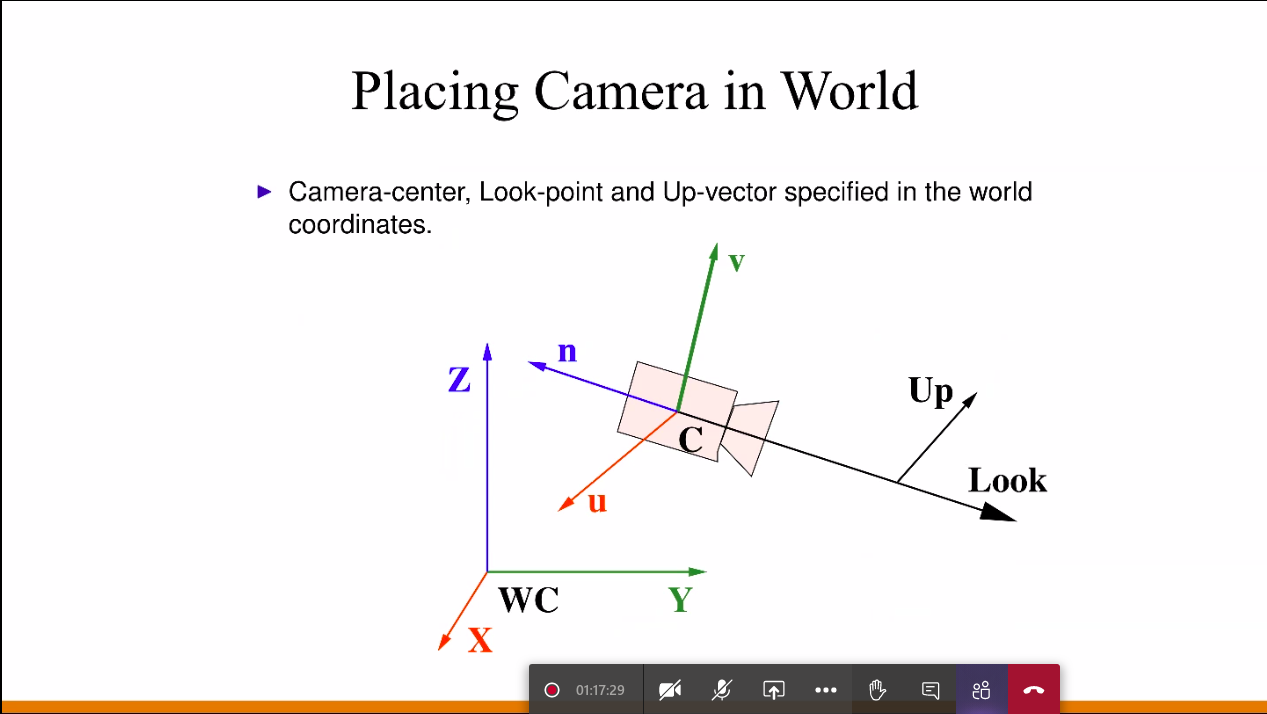 Placing Camera in World
Camera-center, Look-point and Up-vector specified in the world
coordinates.
v
n
Z
Up
C
Look
u
WC
Y
X
01:17:29